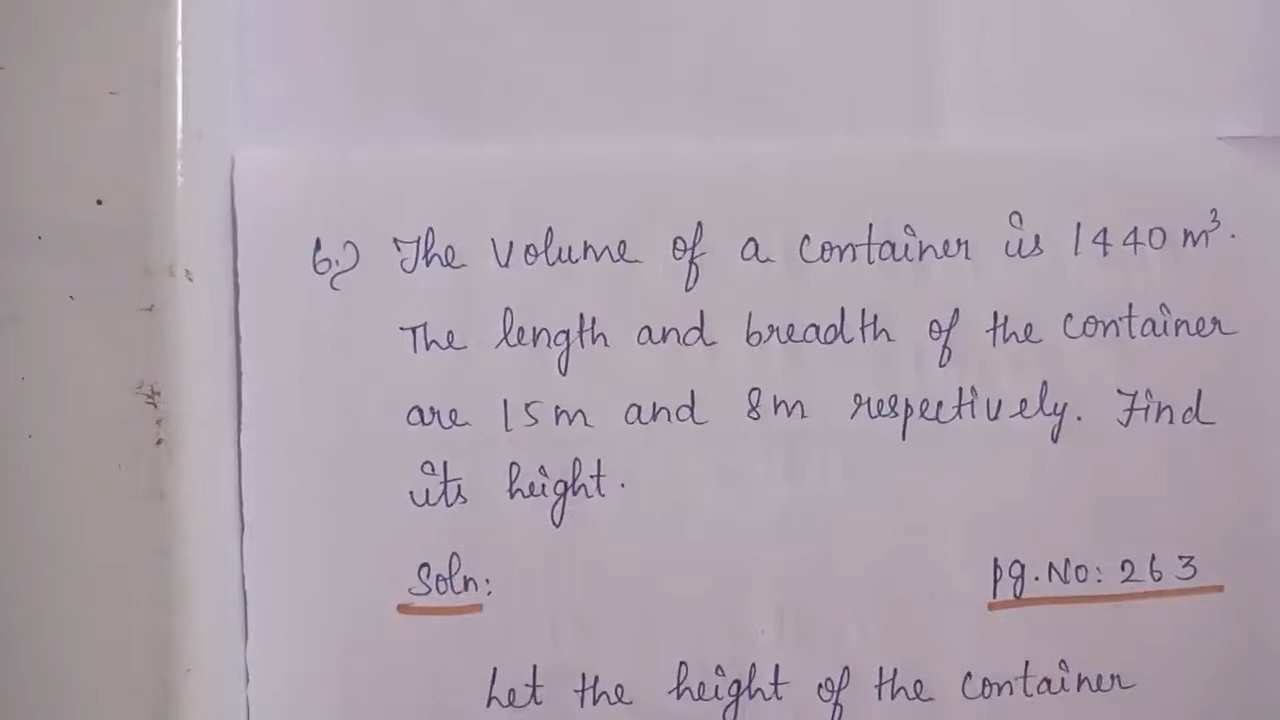 6.) The volume of a container is 1440 m³.
The length and breadth of the container
are 15m and 8m respectively. Find
its height.
Soln:
pg.No: 263
Let the height of the container